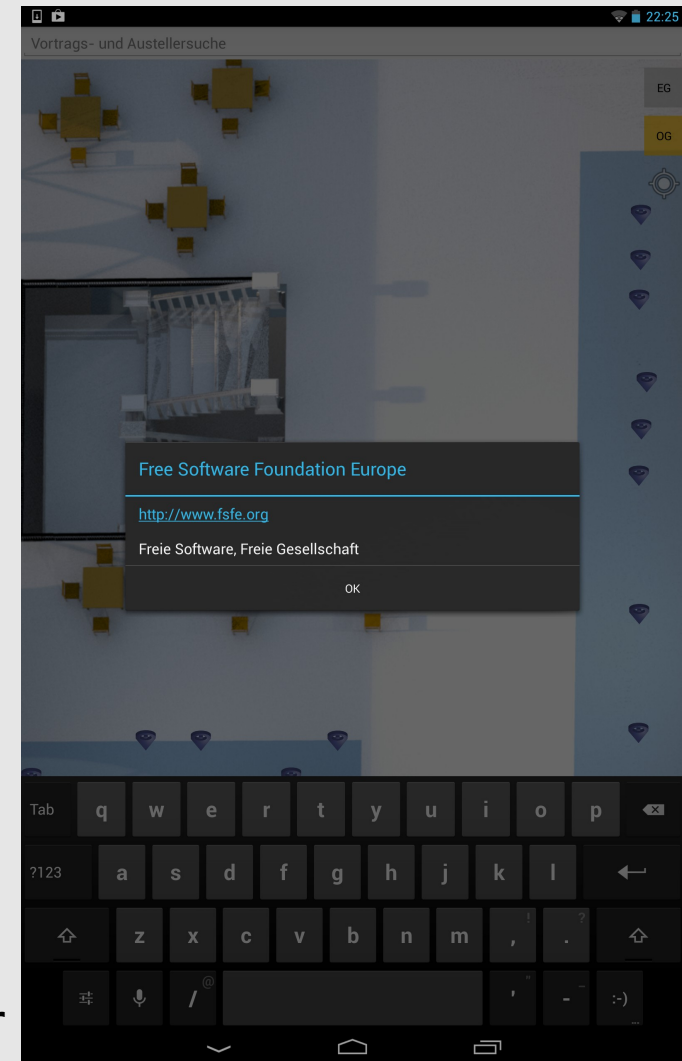 22:25
Vortrags- und Austellersuche
EG
OG
Free Software Foundation Europe
http://www.fsfe.org
Freie Software, Freie Gesellschaft
OK
Tab q w e r t y u i o p
?123 a s d f g h j k l
z x c v b n m , ! . ?
/ @ ' " - _ :-) ...